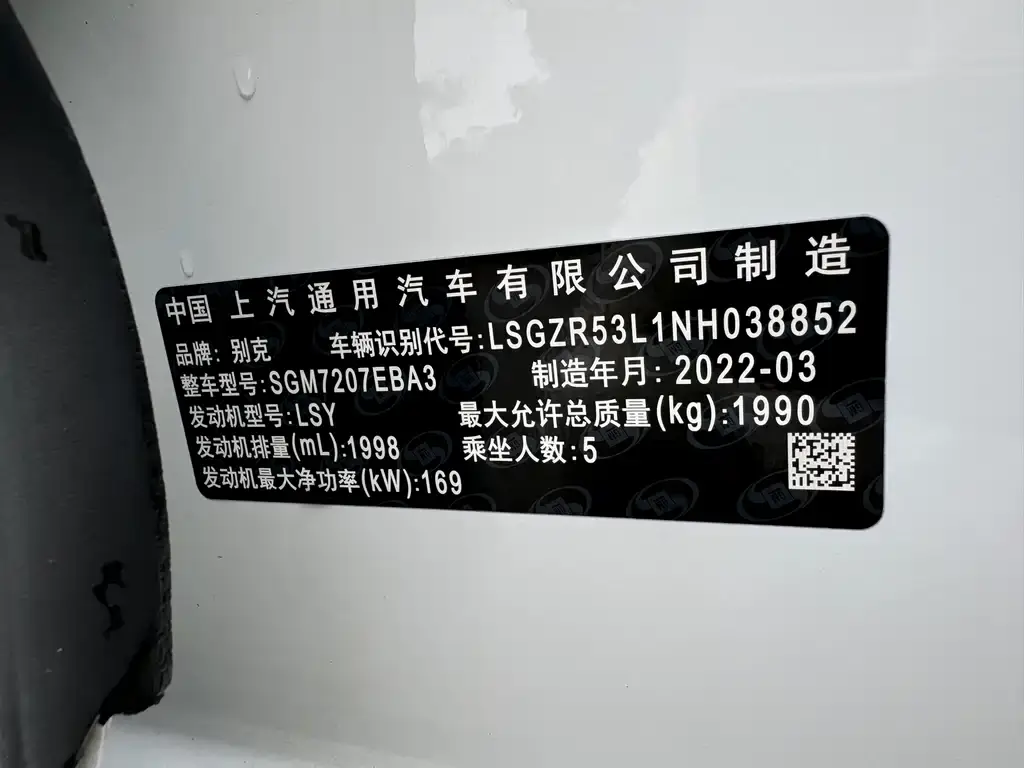 中国 上汽通用汽车有限公司制造
品牌: 别克 车辆识别代号:LSGZR53L1NH038852
整车型号:SGM7207EBA3 制造年月: 2022-03
发动机型号:LSY 最大允许总质量(kg):1990
发动机排量(mL):1998 乘坐人数:5
发动机最大净功率(kW):169